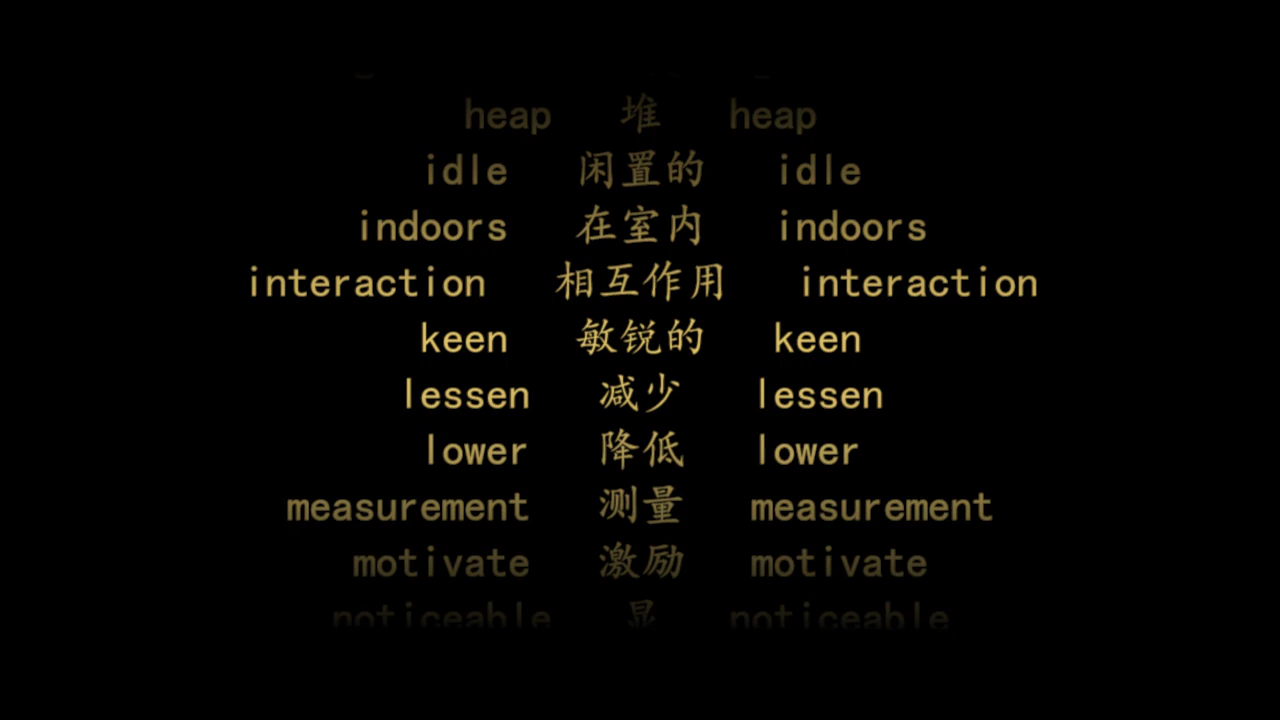 heap 堆 heap
idle 闲置的 idle
indoors 在室内 indoors
interaction 相互作用 interaction
keen 敏锐的 keen
lessen 减少 lessen
lower 降低 lower
measurement 测量 measurement
motivate 激励 motivate
noticeable 显 noticeable